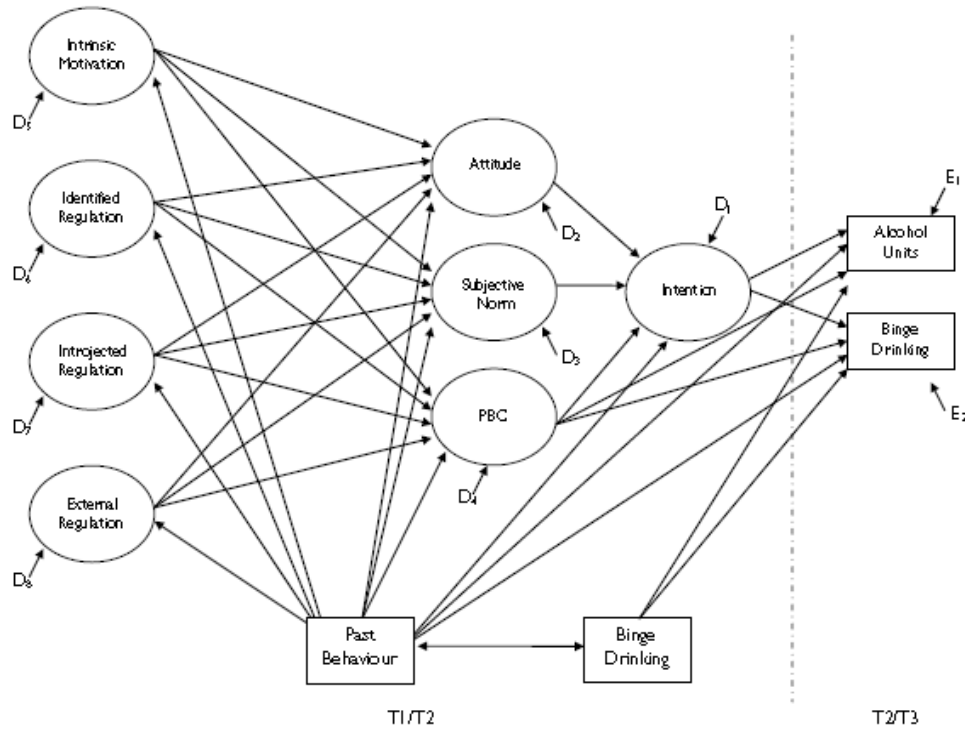 Intrinsic
Motivation
D₅
Identified
Regulation
D₆
Introjected
Regulation
D₇
External
Regulation
D₈
Attitude
D₂
Subjective
Norm
D₃
PBC
D₄
D₁
Intention
E₁
Alcohol
Units
Binge
Drinking
E₂
Past
Behaviour
Binge
Drinking
T1/T2
T2/T3